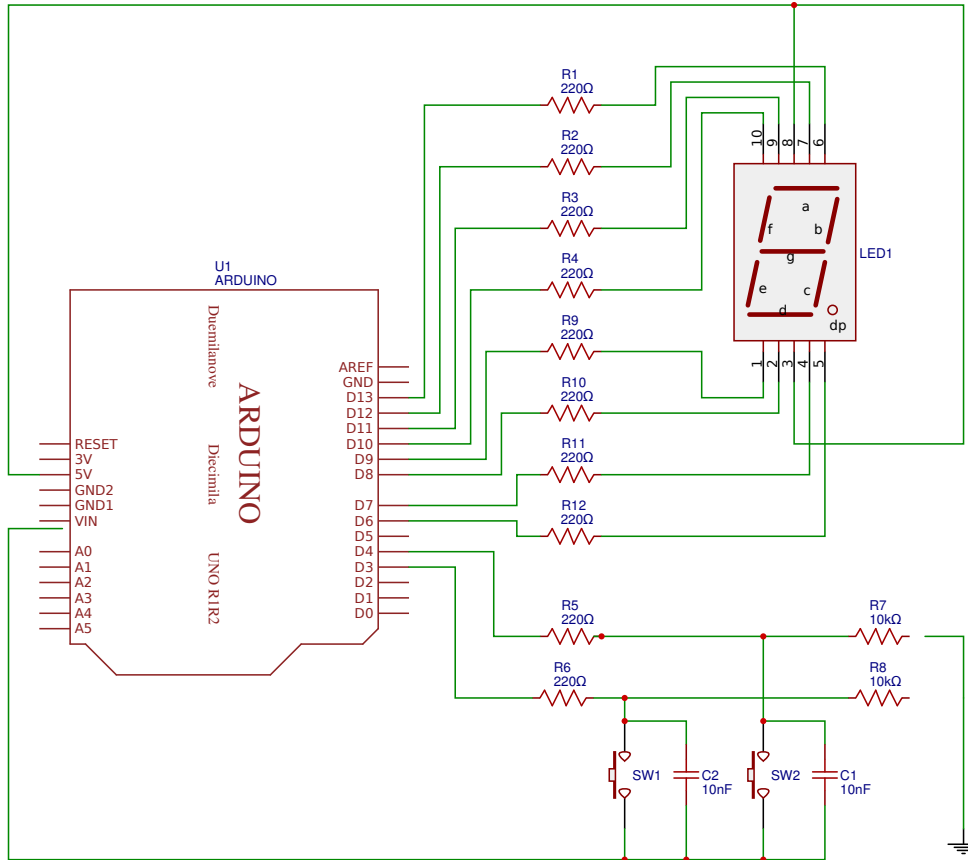 R1
220Ω
R2
220Ω
R3
220Ω
R4
220Ω
R9
220Ω
R10
220Ω
R11
220Ω
R12
220Ω
R5
220Ω
R6
220Ω
R7
10kΩ
R8
10kΩ
U1
ARDUINO
Duemilanove
Diecimila
UNO R1R2
ARDUINO
RESET
3V
5V
GND2
GND1
VIN
A0
A1
A2
A3
A4
A5
AREF
GND
D13
D12
D11
D10
D9
D8
D7
D6
D5
D4
D3
D2
D1
D0
10 9 8 7 6
a
f b
g
e c
d
dp
LED1
1 2 3 4 5
SW1
C2
10nF
SW2
C1
10nF